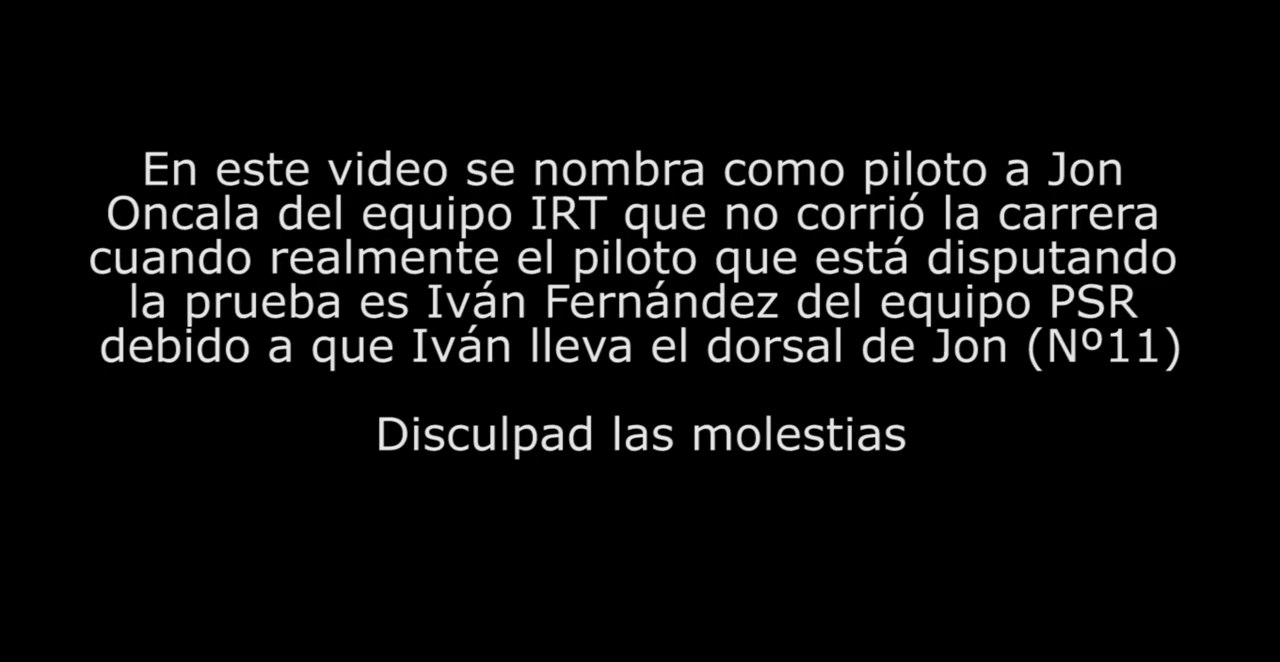 En este video se nombra como piloto a Jon
Oncala del equipo IRT que no corrió la carrera
cuando realmente el piloto que está disputando
la prueba es Iván Fernández del equipo PSR
debido a que Iván lleva el dorsal de Jon (Nº11)
Disculpad las molestias